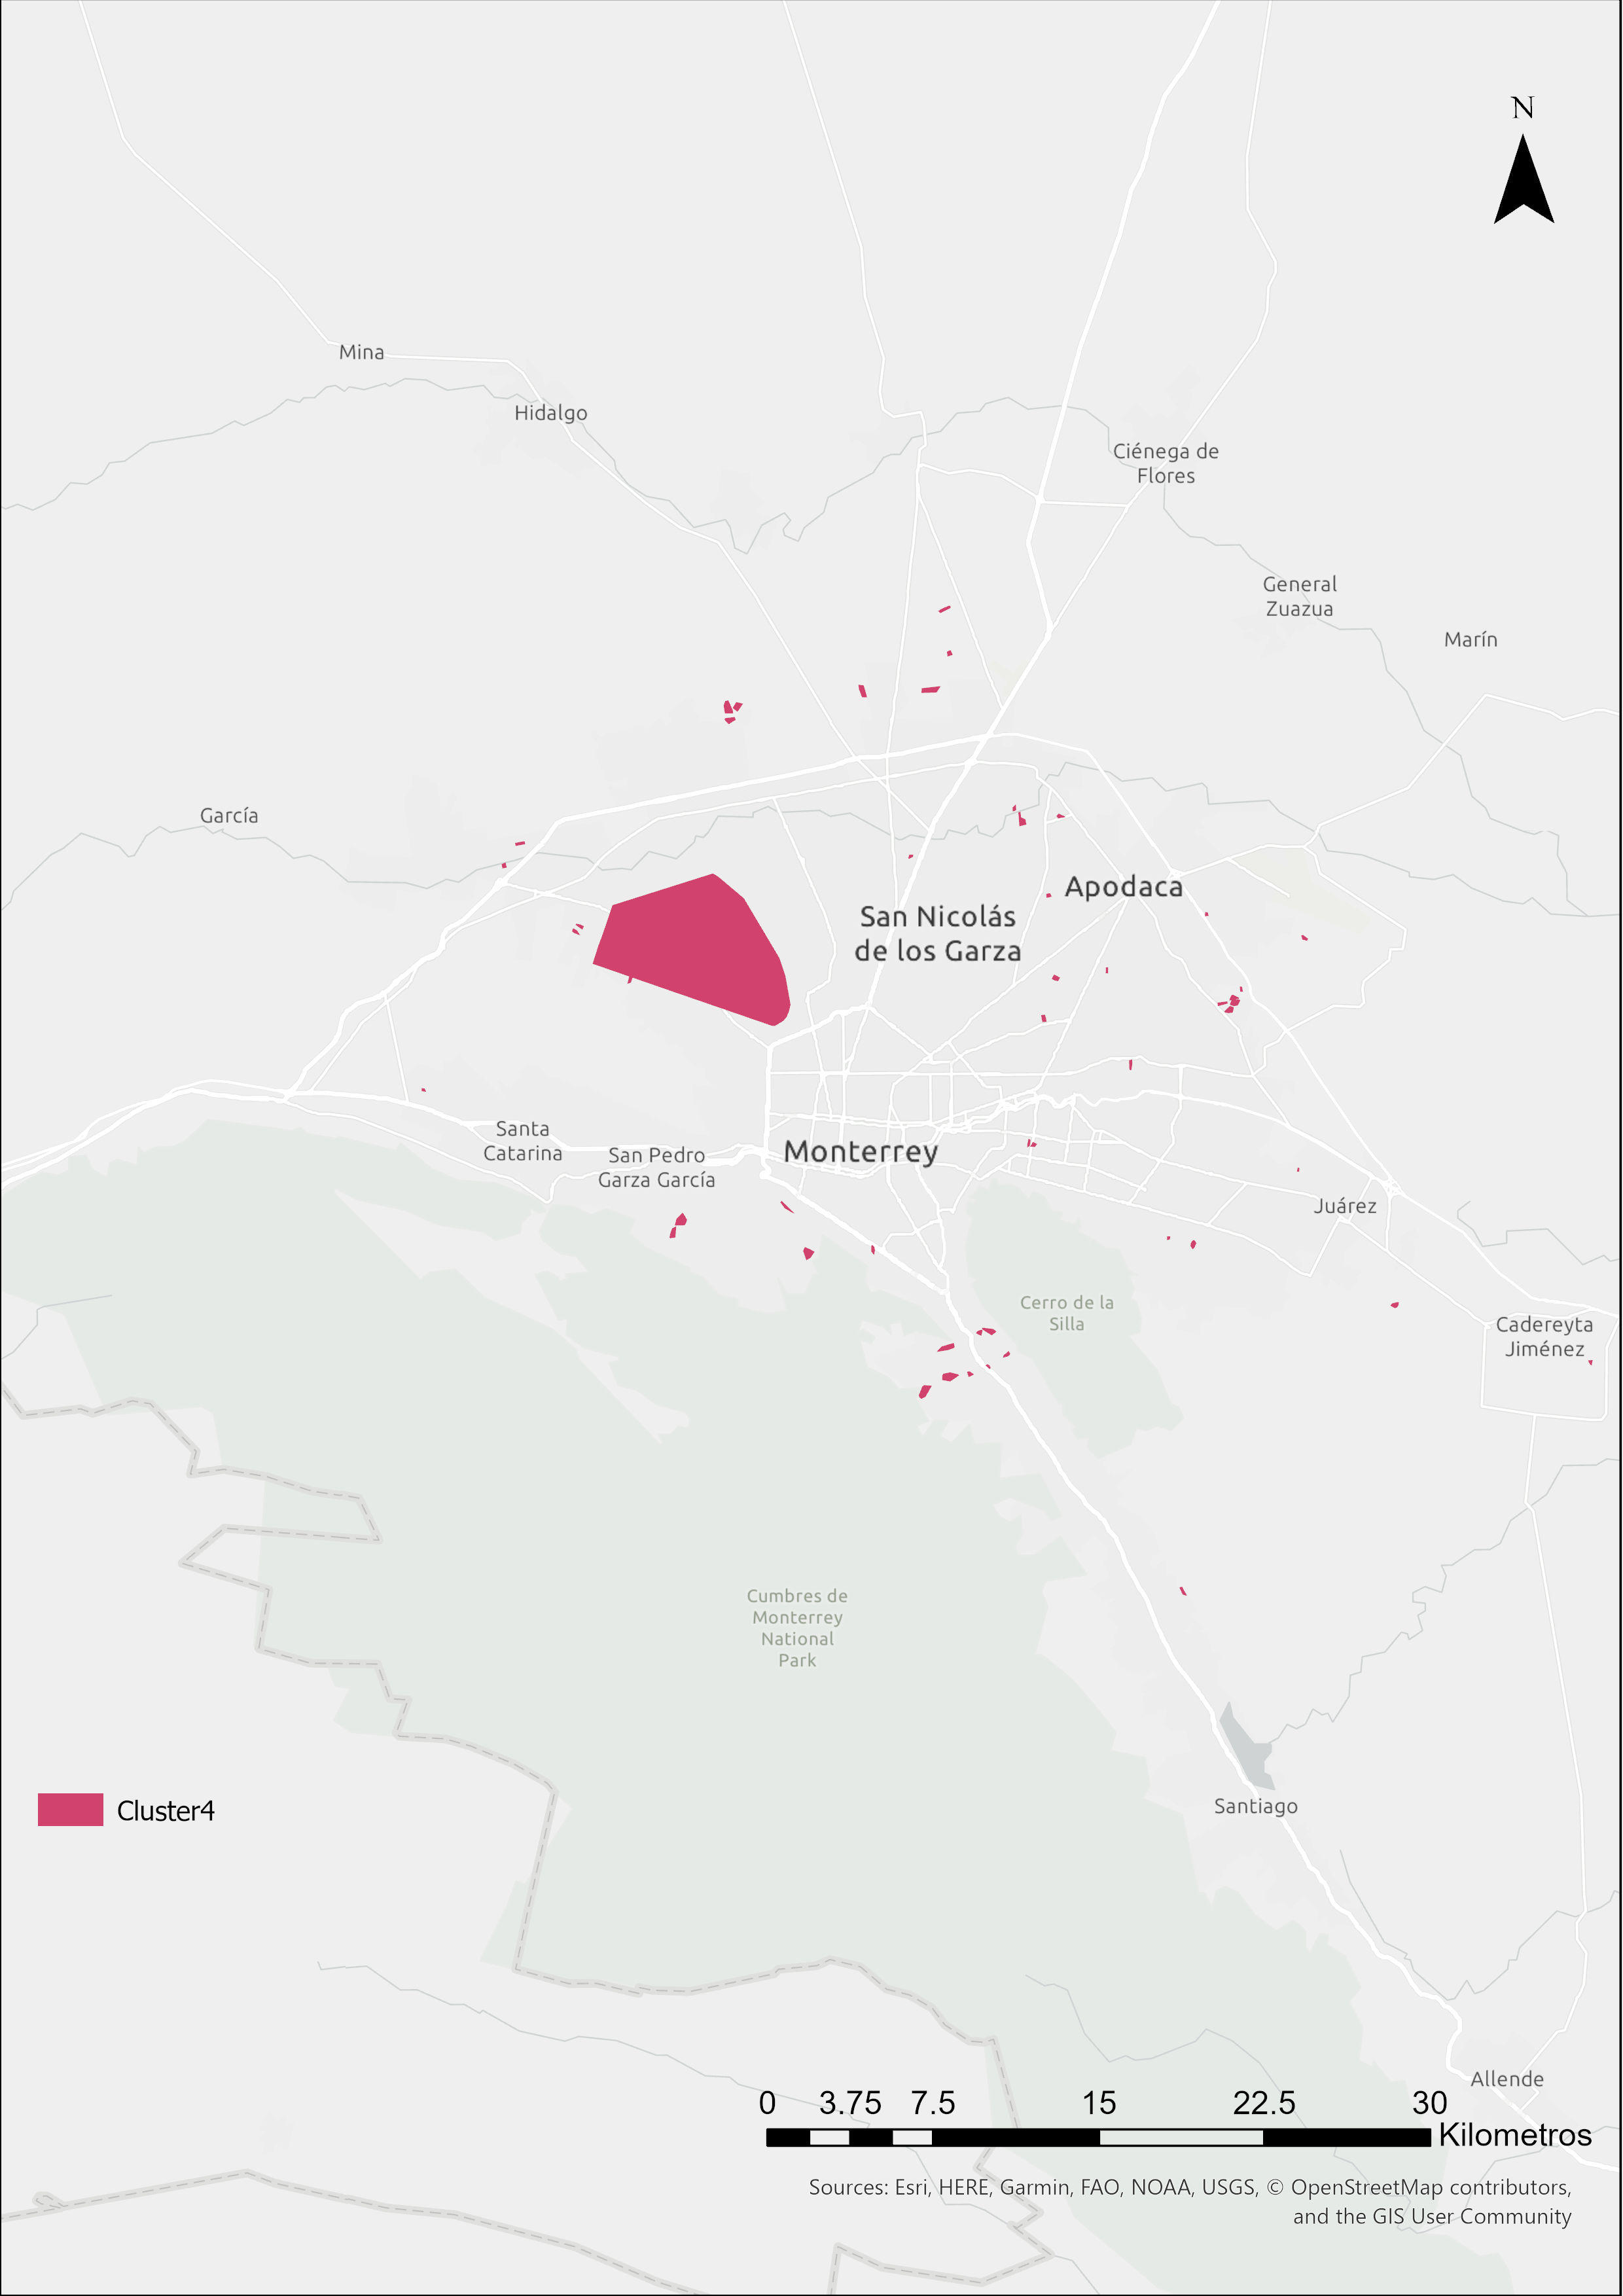 N
Mina
Hidalgo
Ciénega de
Flores
General
Zuazua
Marín
García
Apodaca
San Nicolás
de los Garza
Santa
Catarina
San Pedro
Garza García
Monterrey
Juárez
Cerro de la
Silla
Cadereyta
Jiménez
Cumbres de
Monterrey
National
Park
Santiago
Cluster4
Allende
0 3.75 7.5 15 22.5 30
Kilometros
Sources: Esri, HERE, Garmin, FAO, NOAA, USGS, © OpenStreetMap contributors,
and the GIS User Community